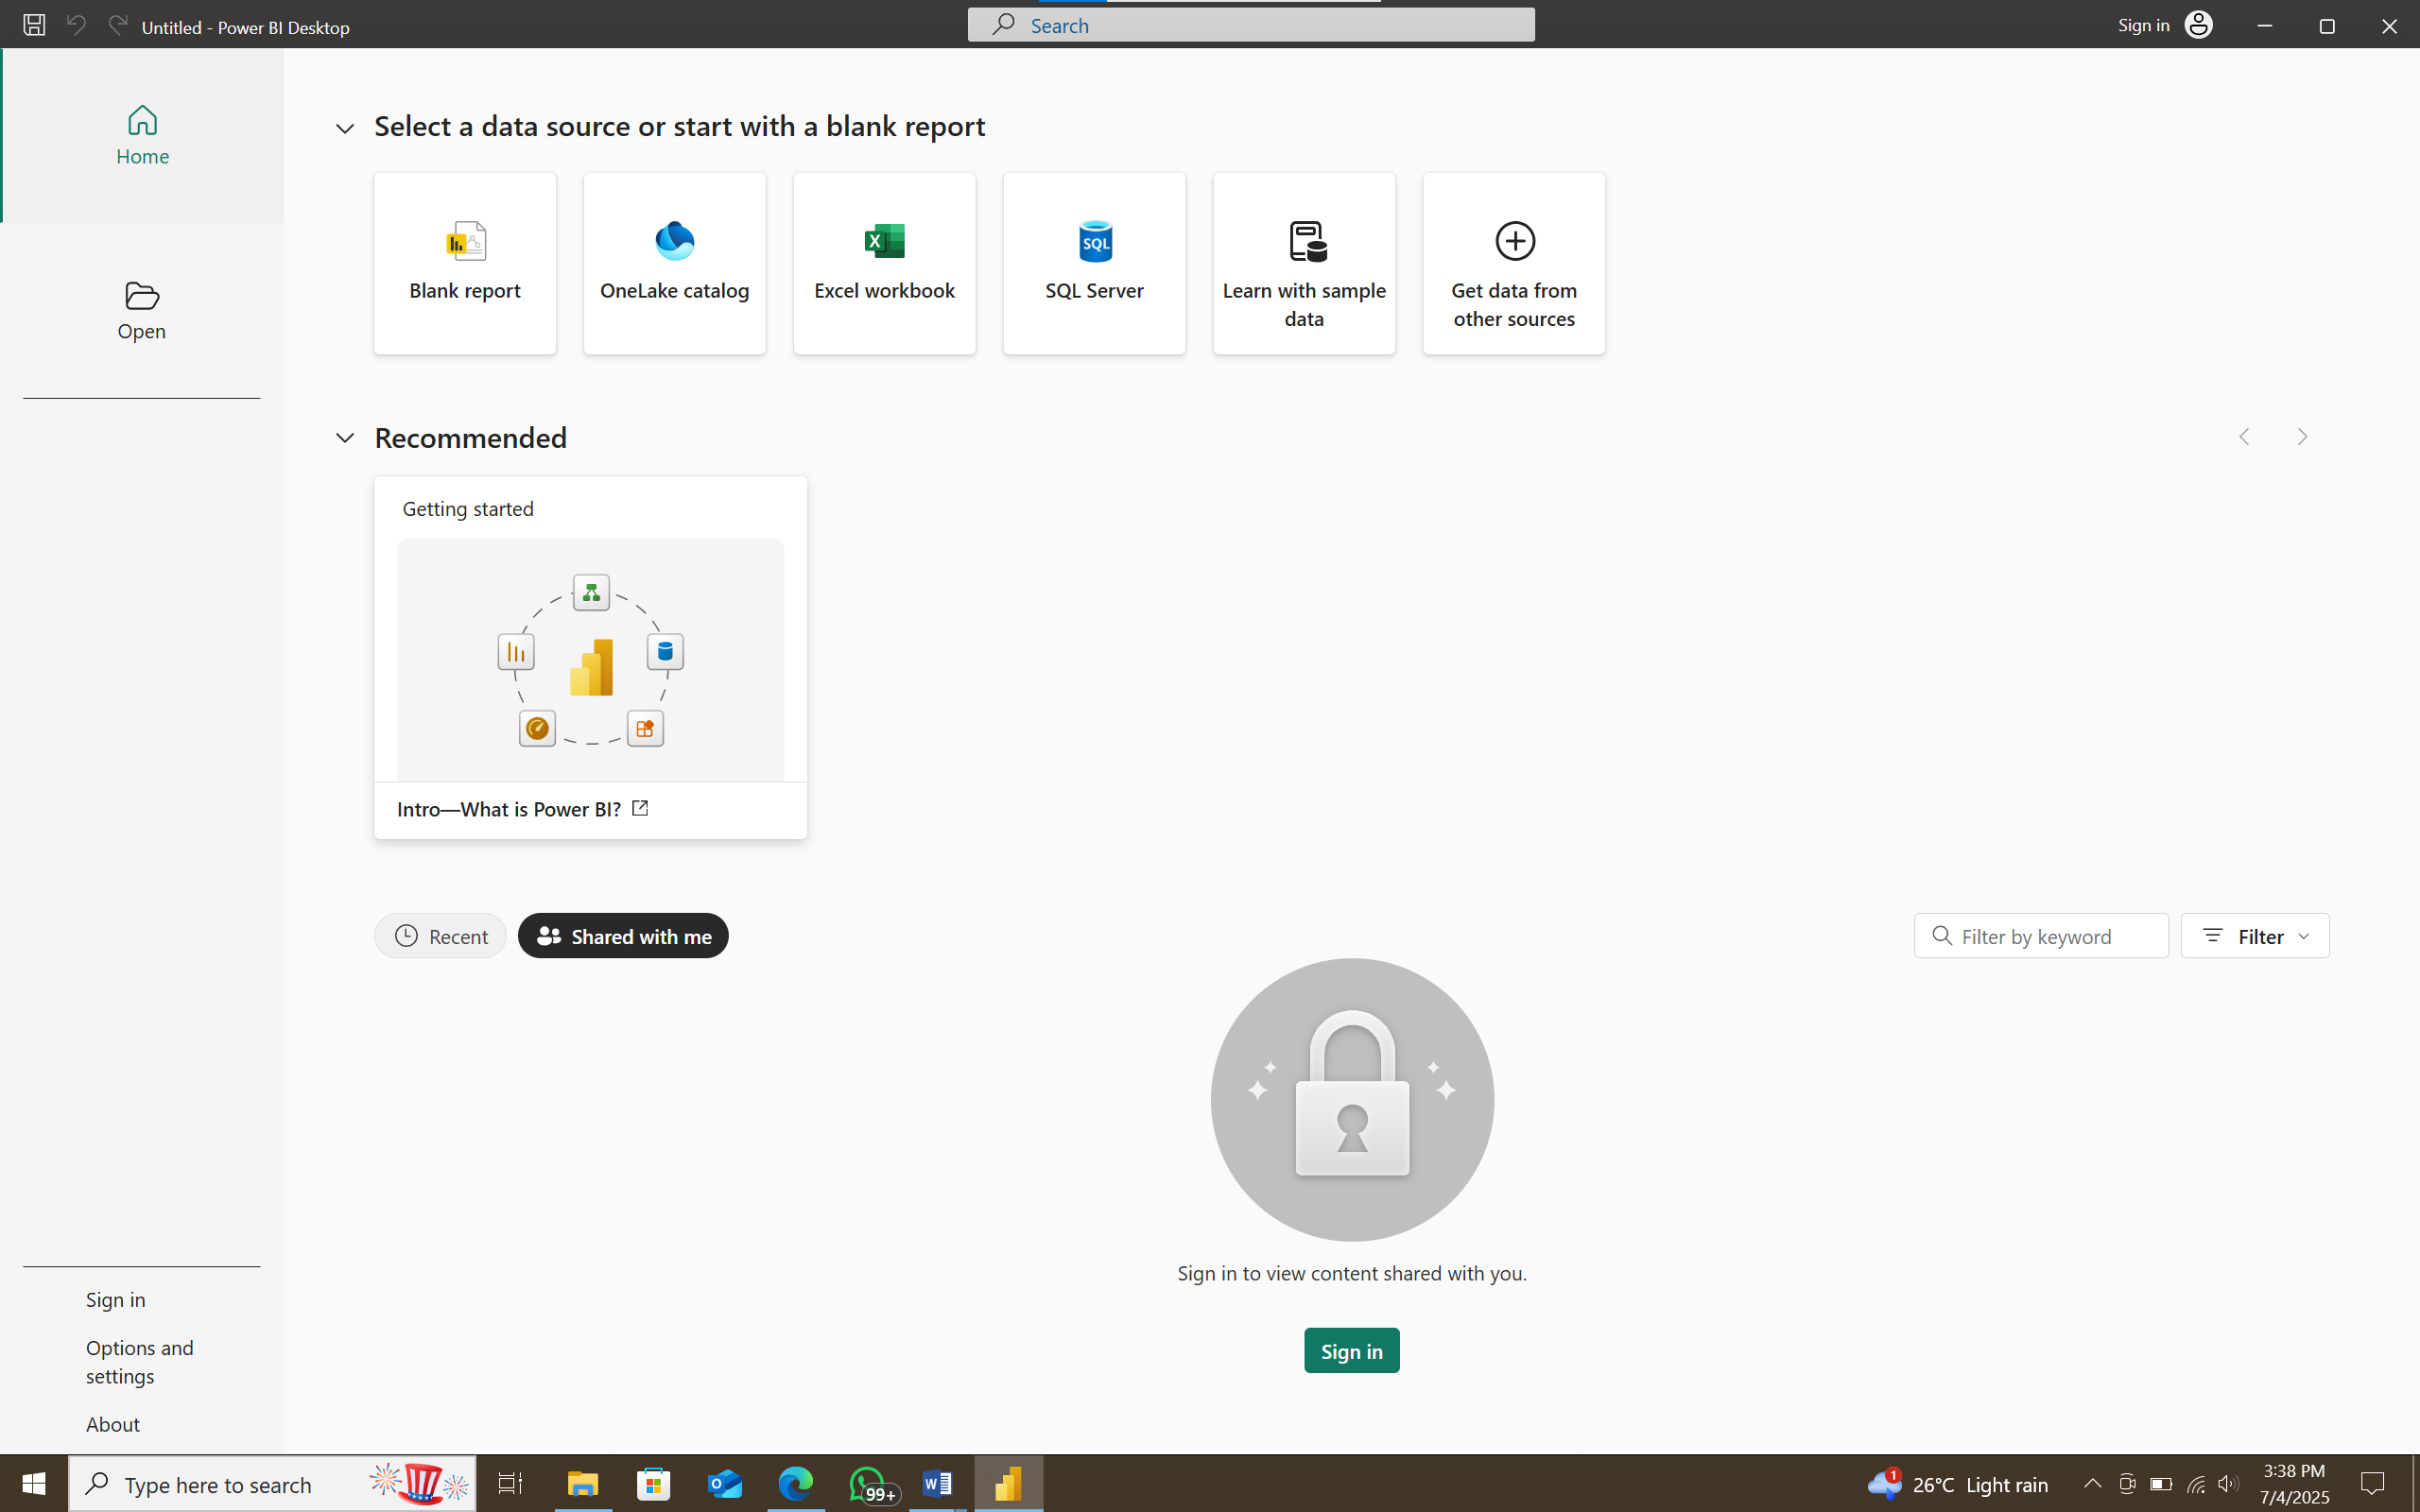 Untitled - Power BI Desktop
Search
Sign in
Home
Open
Select a data source or start with a blank report
Blank report
OneLake catalog
Excel workbook
SQL
SQL Server
Learn with sample
data
Get data from
other sources
Recommended
Getting started
Intro—What is Power BI?
Recent
Shared with me
Filter by keyword
Filter
Sign in to view content shared with you.
Sign in
Sign in
Options and
settings
About
Type here to search
99+
1
26°C Light rain
3:38 PM
7/4/2025